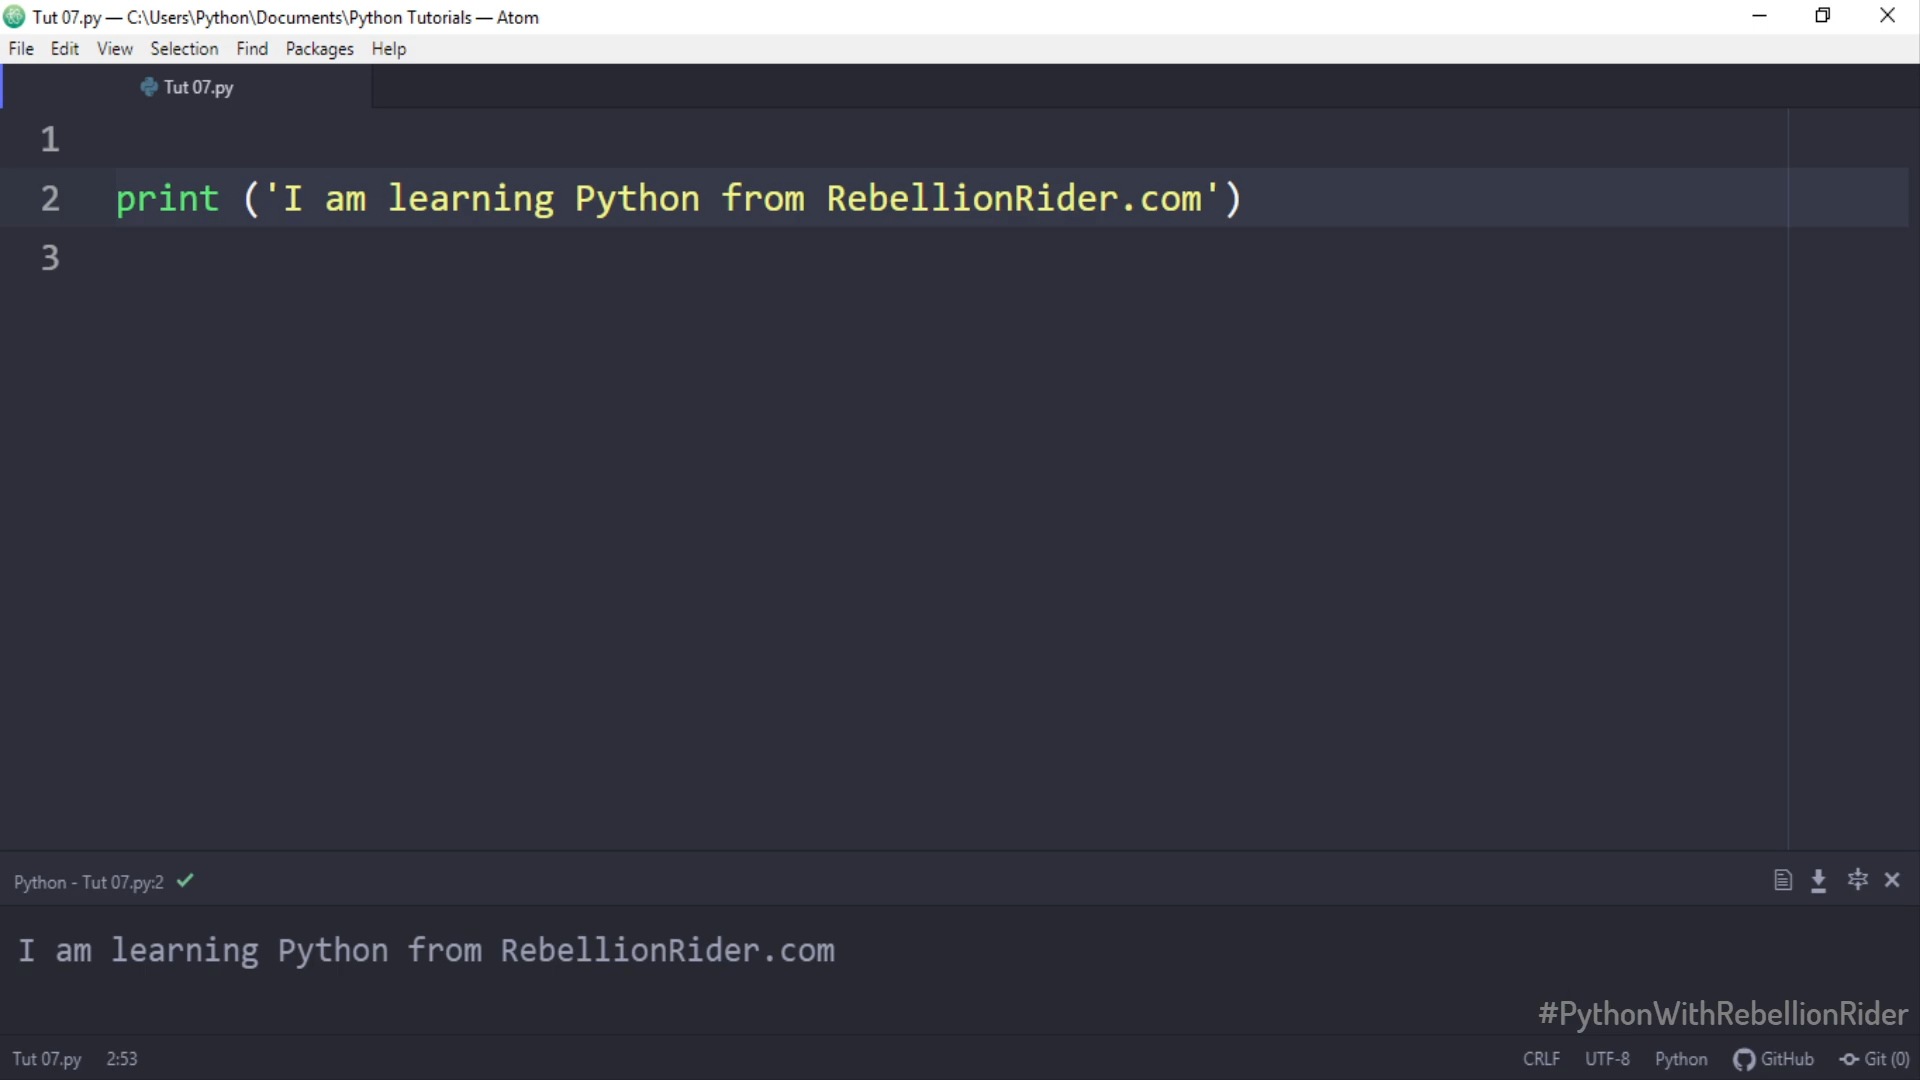 Tut 07.py — C:\Users\Python\Documents\Python Tutorials — Atom
File Edit View Selection Find Packages Help
Tut 07.py
1
2 print ('I am learning Python from RebellionRider.com')
3
Python - Tut 07.py:2
I am learning Python from RebellionRider.com
#PythonWithRebellionRider
Tut 07.py 2:53 CRLF UTF-8 Python GitHub Git (0)